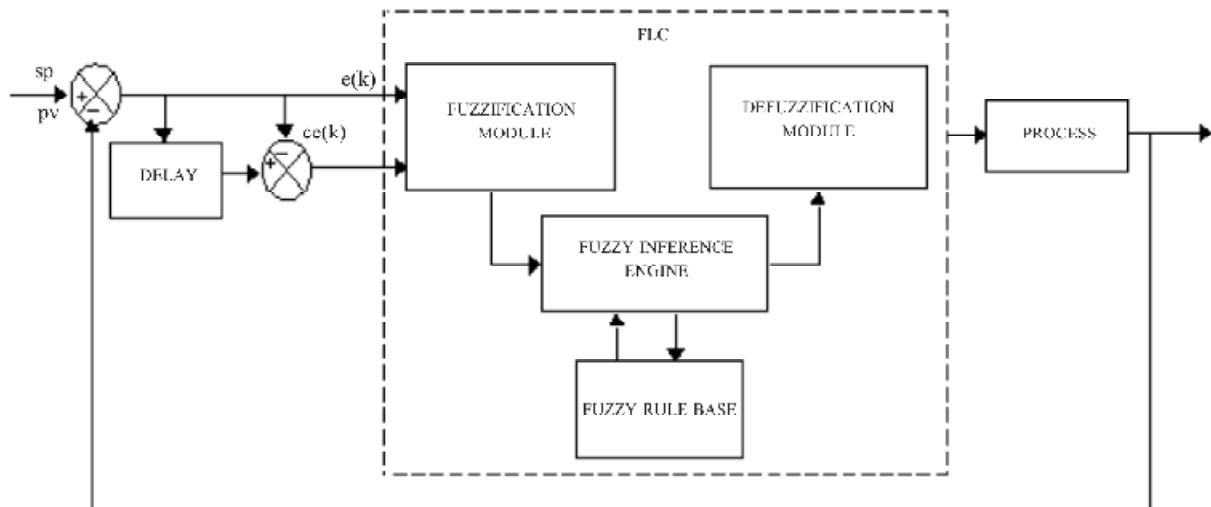 FLC
sp
pv
+
−
e(k)
FUZZIFICATION
MODULE
DEFUZZIFICATION
MODULE
PROCESS
DELAY
+
−
ce(k)
FUZZY INFERENCE
ENGINE
FUZZY RULE BASE